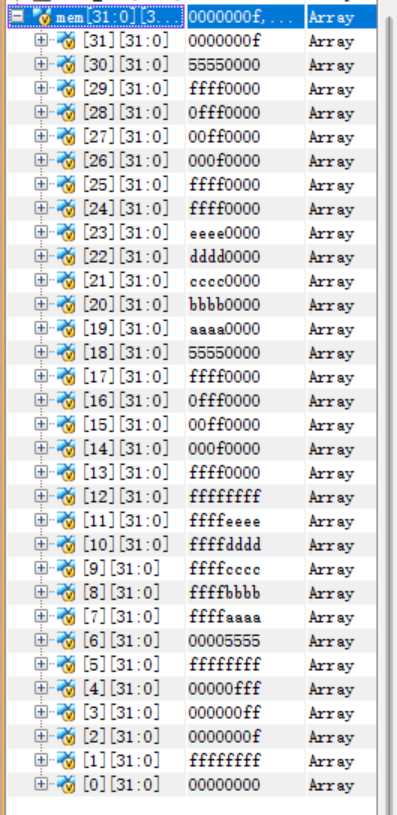 mem[31:0][3... 0000000f,... Array
[31][31:0] 0000000f Array
[30][31:0] 55550000 Array
[29][31:0] ffff0000 Array
[28][31:0] 0fff0000 Array
[27][31:0] 00ff0000 Array
[26][31:0] 000f0000 Array
[25][31:0] ffff0000 Array
[24][31:0] ffff0000 Array
[23][31:0] eeee0000 Array
[22][31:0] dddd0000 Array
[21][31:0] cccc0000 Array
[20][31:0] bbbb0000 Array
[19][31:0] aaaa0000 Array
[18][31:0] 55550000 Array
[17][31:0] ffff0000 Array
[16][31:0] 0fff0000 Array
[15][31:0] 00ff0000 Array
[14][31:0] 000f0000 Array
[13][31:0] ffff0000 Array
[12][31:0] ffffffff Array
[11][31:0] ffffeeee Array
[10][31:0] ffffdddd Array
[9][31:0] ffffcccc Array
[8][31:0] ffffbbbb Array
[7][31:0] ffffaaaa Array
[6][31:0] 00005555 Array
[5][31:0] ffffffff Array
[4][31:0] 00000fff Array
[3][31:0] 000000ff Array
[2][31:0] 0000000f Array
[1][31:0] ffffffff Array
[0][31:0] 00000000 Array